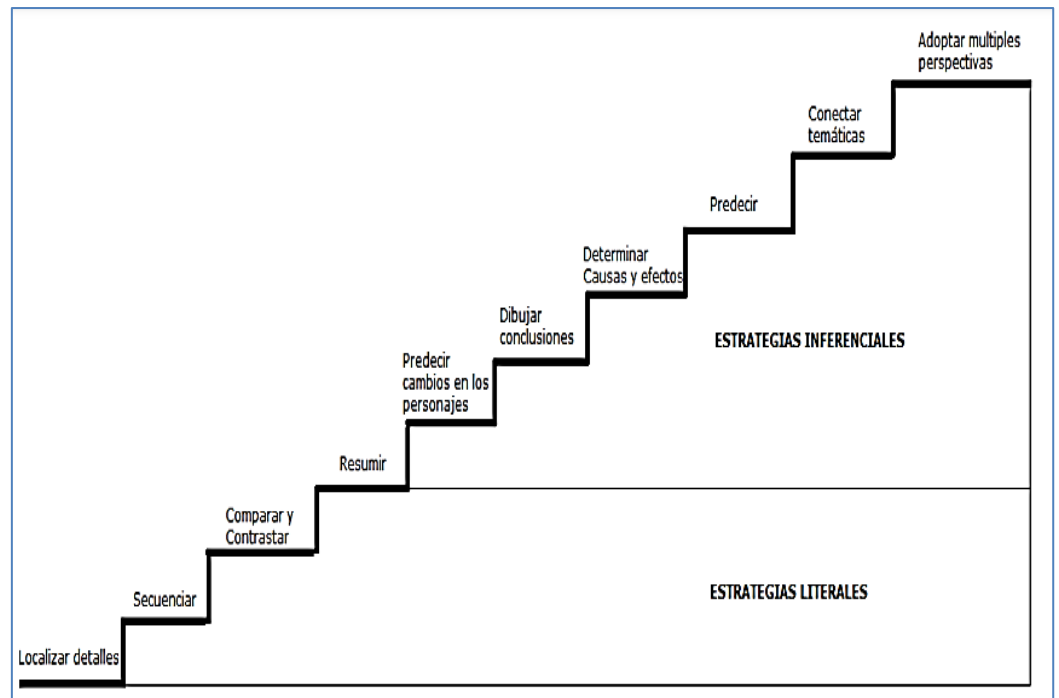 Adoptar multiples
perspectivas
Conectar
temáticas
Predecir
Determinar
Causas y efectos
Dibujar
conclusiones
ESTRATEGIAS INFERENCIALES
Predecir
cambios en los
personajes
Resumir
Comparar y
Contrastar
ESTRATEGIAS LITERALES
Secuenciar
Localizar detalles